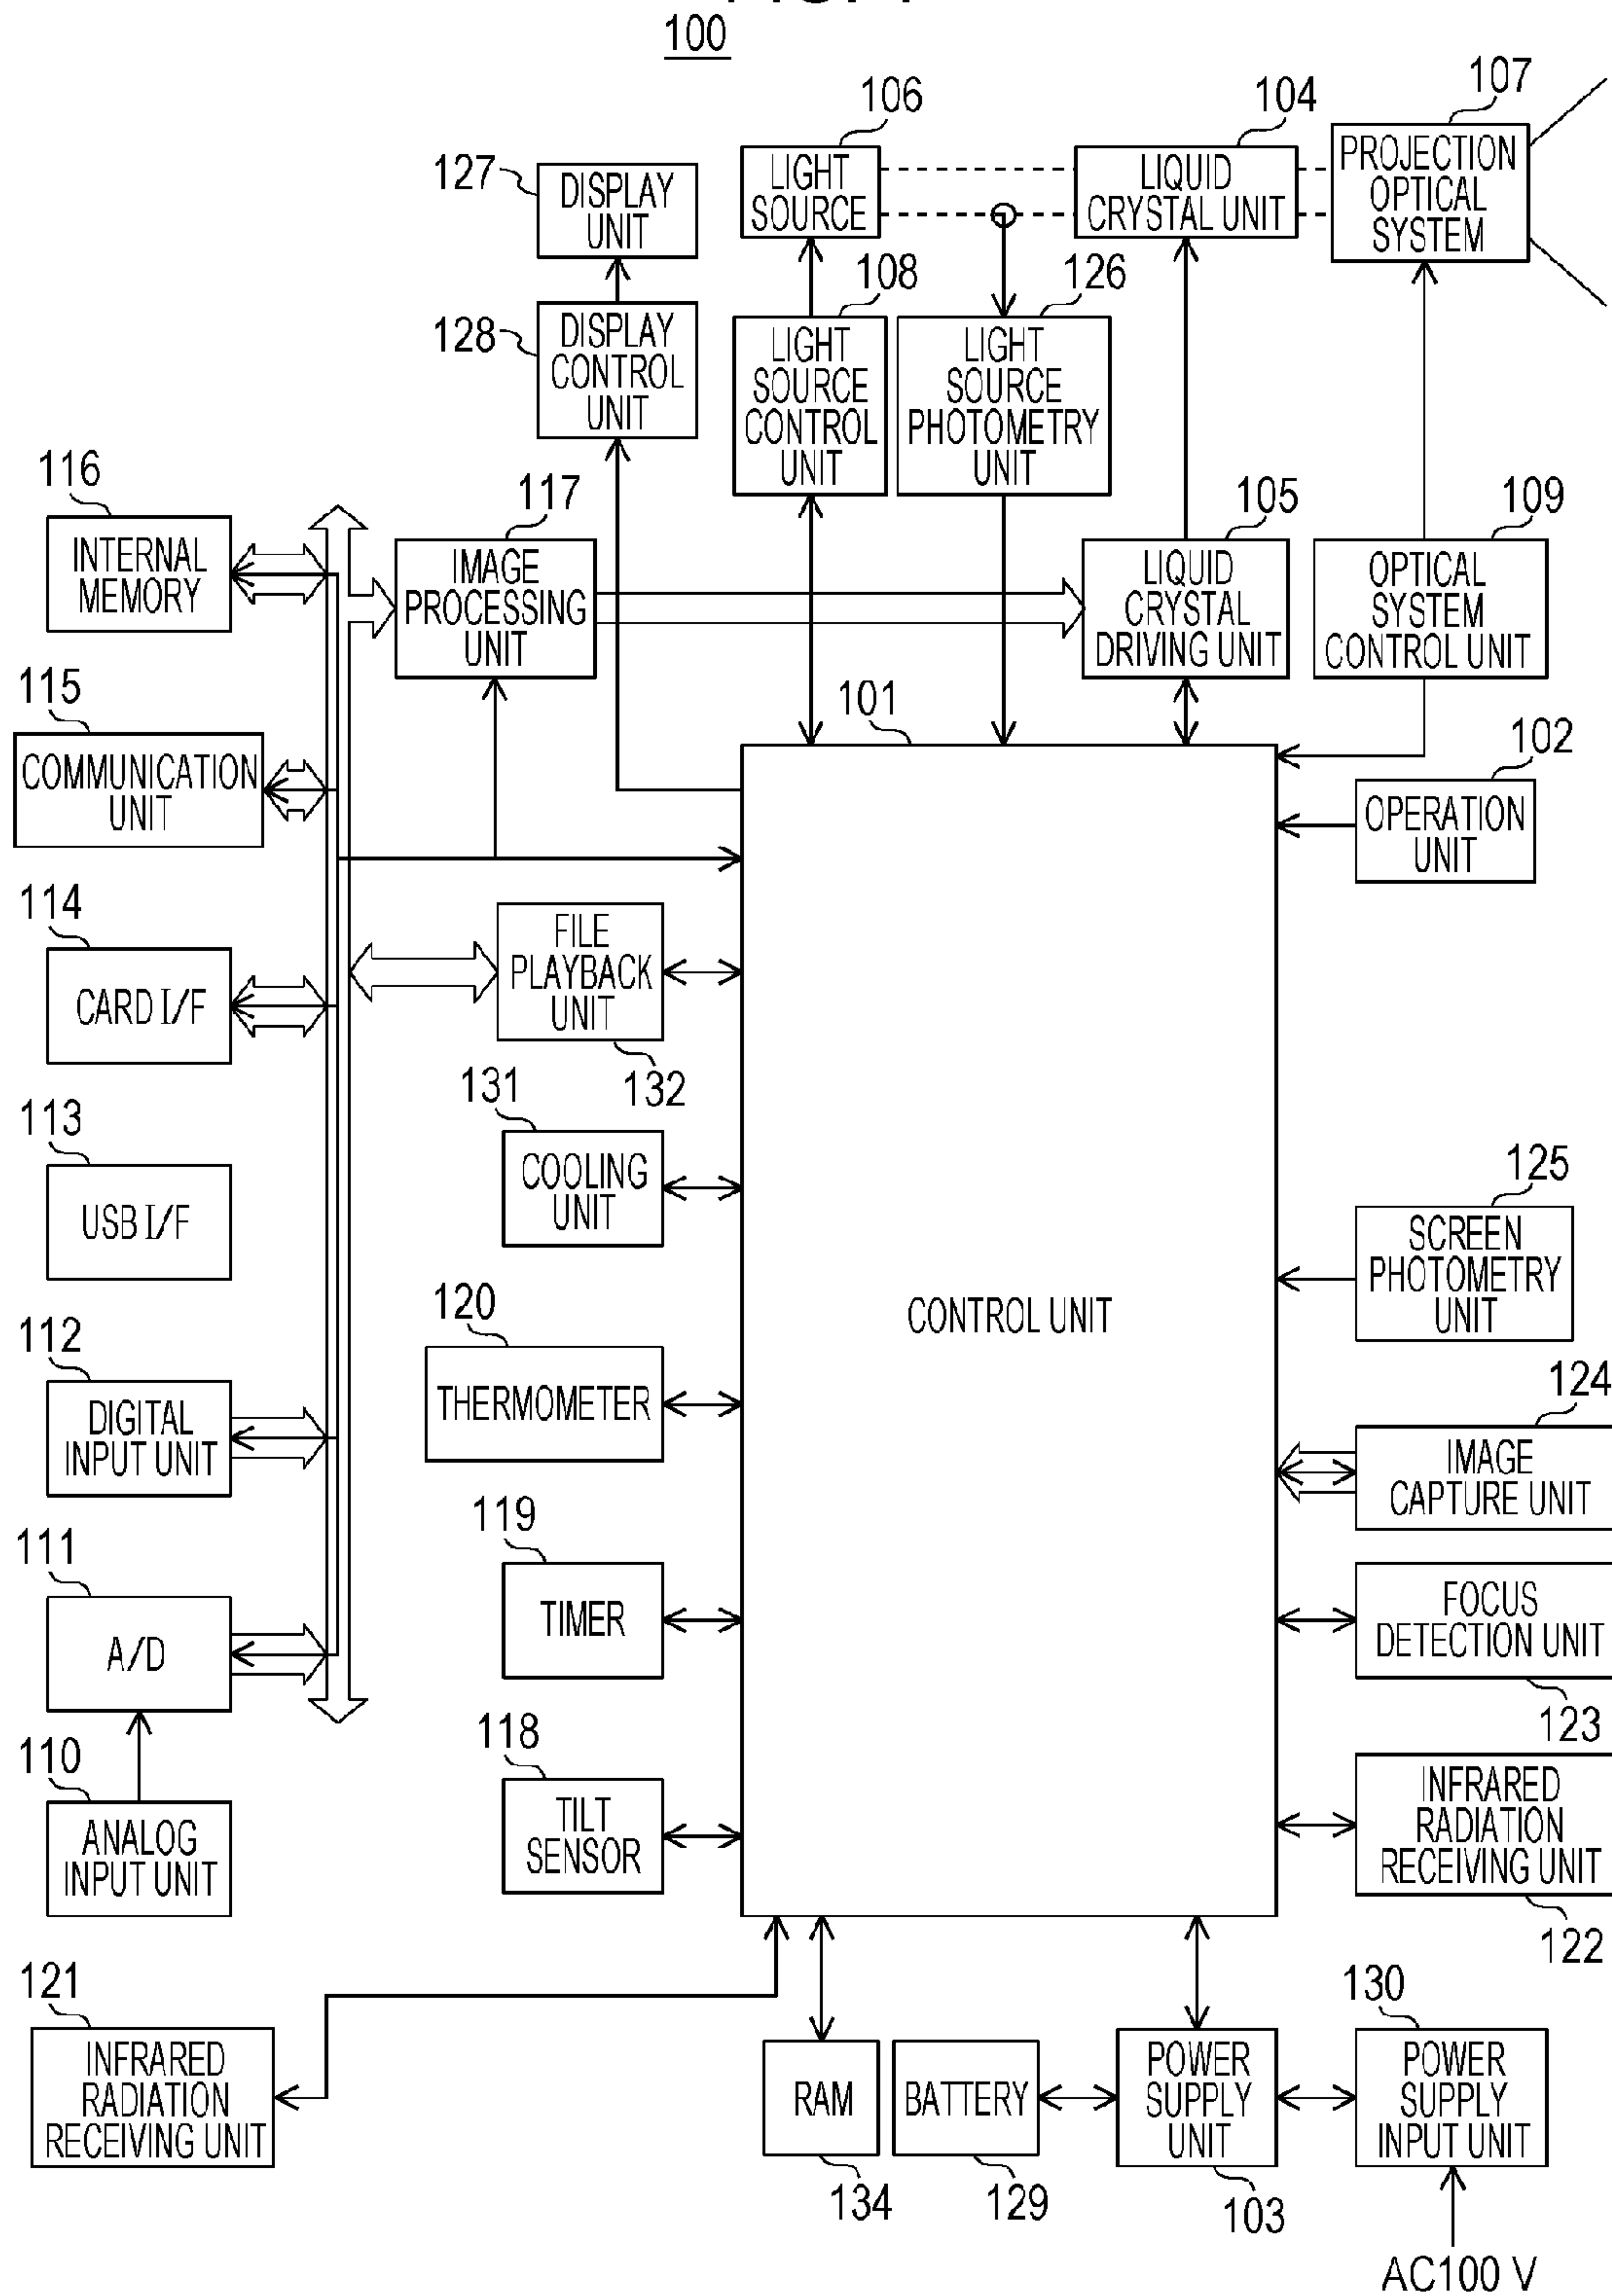 100
106
104
107
127
DISPLAY
UNIT
LIGHT
SOURCE
LIQUID
CRYSTAL UNIT
PROJECTION
OPTICAL
SYSTEM
108
126
128
DISPLAY
CONTROL
UNIT
LIGHT
SOURCE
CONTROL
UNIT
LIGHT
SOURCE
PHOTOMETRY
UNIT
116
117
105
109
INTERNAL
MEMORY
IMAGE
PROCESSING
UNIT
LIQUID
CRYSTAL
DRIVING UNIT
OPTICAL
SYSTEM
CONTROL UNIT
115
101
102
COMMUNICATION
UNIT
OPERATION
UNIT
114
CARD I/F
FILE
PLAYBACK
UNIT
132
113
131
USB I/F
COOLING
UNIT
125
SCREEN
PHOTOMETRY
UNIT
CONTROL UNIT
112
120
DIGITAL
INPUT UNIT
THERMOMETER
124
IMAGE
CAPTURE UNIT
111
119
A/D
TIMER
FOCUS
DETECTION UNIT
123
110
118
ANALOG
INPUT UNIT
TILT
SENSOR
INFRARED
RADIATION
RECEIVING UNIT
122
121
130
INFRARED
RADIATION
RECEIVING UNIT
RAM
BATTERY
POWER
SUPPLY
UNIT
POWER
SUPPLY
INPUT UNIT
134
129
103
AC100 V